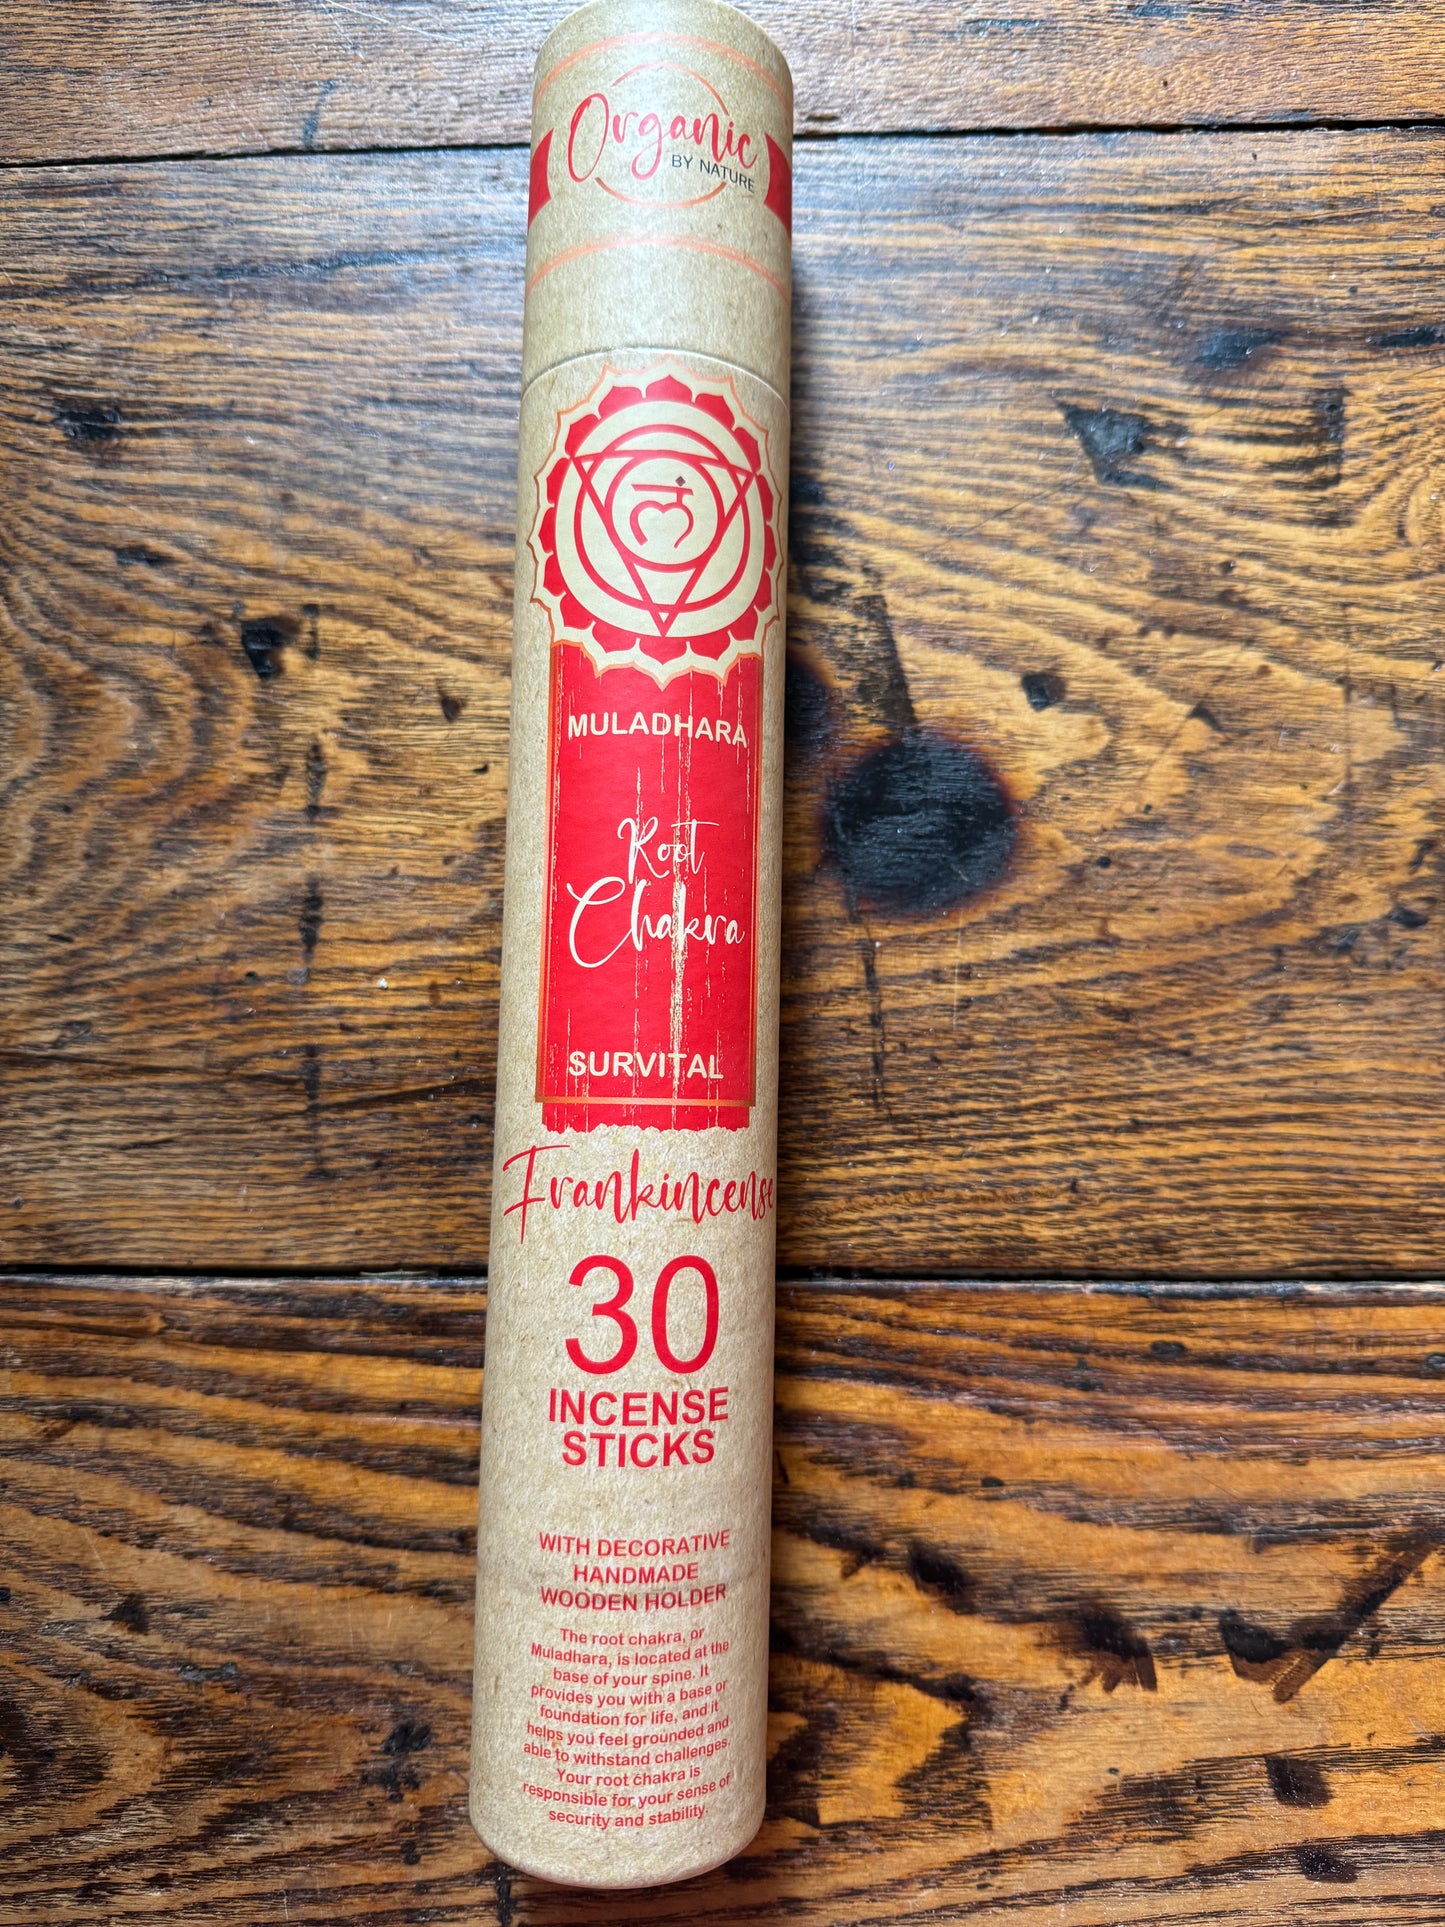 Organic
BY NATURE
लं
MULADHARA
Root
Chakra
SURVITAL
Frankincense
30
INCENSE
STICKS
WITH DECORATIVE
HANDMADE
WOODEN HOLDER
The root chakra, or
Muladhara, is located at the
base of your spine. It
provides you with a base or
foundation for life, and it
helps you feel grounded and
able to withstand challenges.
Your root chakra is
responsible for your sense of
security and stability.